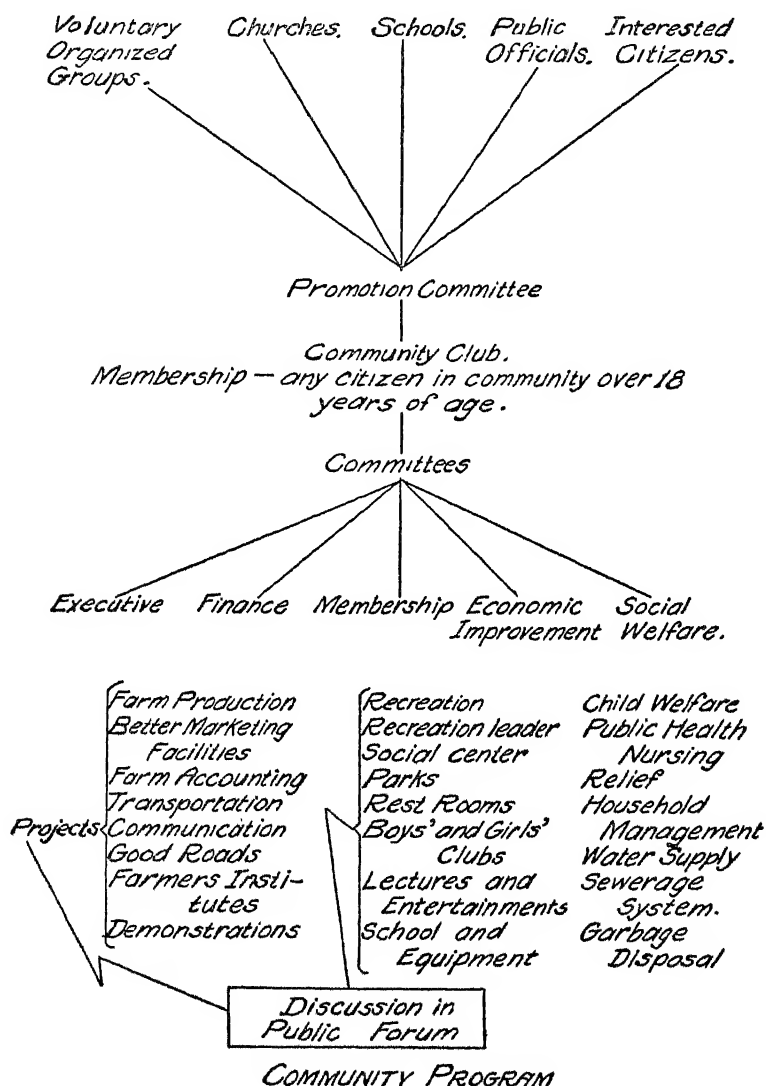 Voluntary Organized Groups.
Churches.
Schools.
Public Officials.
Interested Citizens.
Promotion Committee
Community Club.
Membership — any citizen in community over 18
years of age.
Committees
Executive
Finance
Membership
Economic Improvement
Social Welfare.
Projects
Farm Production
Better Marketing
Facilities
Farm Accounting
Transportation
Communication
Good Roads
Farmers Insti-
tutes
Demonstrations
Recreation
Recreation leader
Social center
Parks
Rest Rooms
Boys' and Girls'
Clubs
Lectures and
Entertainments
School and
Equipment
Child Welfare
Public Health
Nursing
Relief
Household
Management
Water Supply
Sewerage
System.
Garbage
Disposal
Discussion in
Public Forum
COMMUNITY PROGRAM